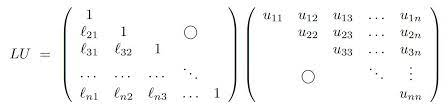 1 u₁₁ u₁₂ u₁₃ … u₁ₙ
ℓ₂₁ 1 ○ u₂₂ u₂₃ … u₂ₙ
LU = ( ℓ₃₁ ℓ₃₂ 1 ) ( u₃₃ … u₃ₙ )
… … … ⋱ ○ ⋱ ⋮
ℓₙ₁ ℓₙ₂ ℓₙ₃ … 1 uₙₙ